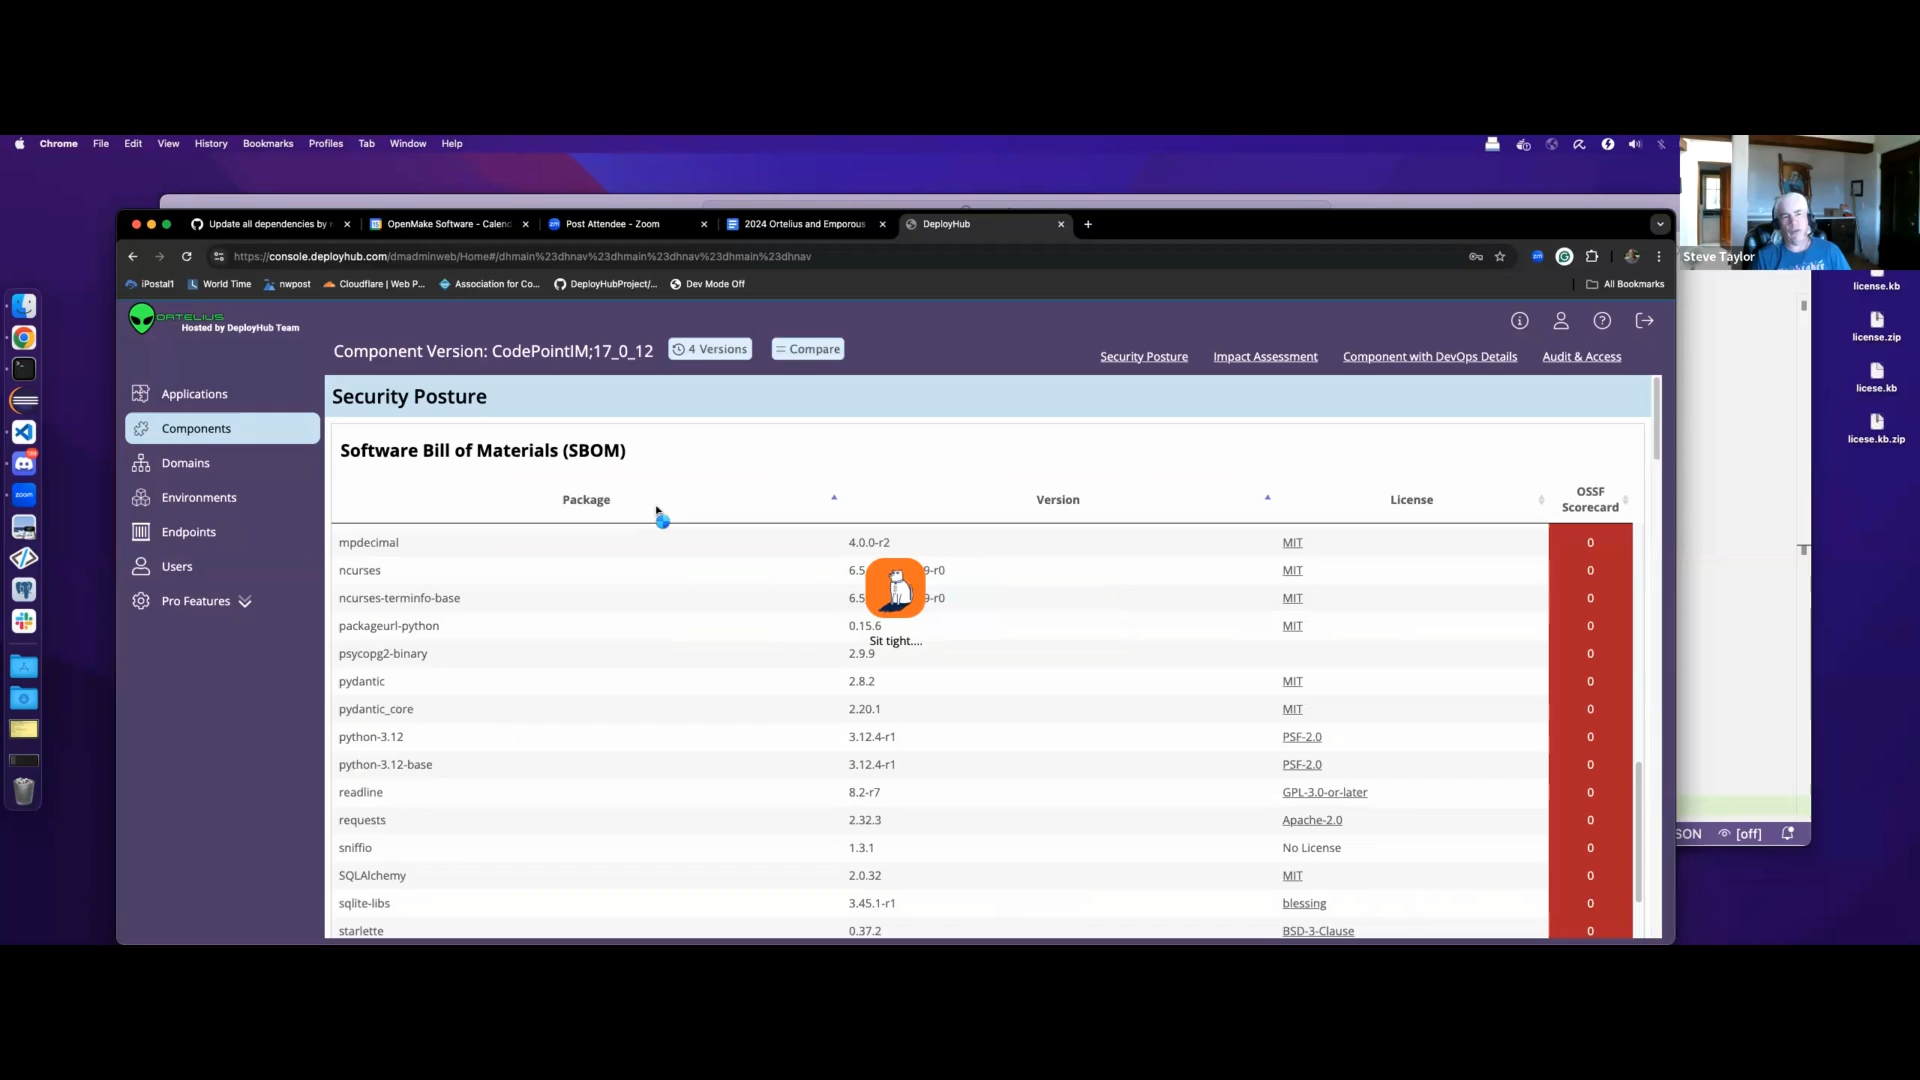 Chrome File Edit View History Bookmarks Profiles Tab Window Help
Update all dependencies by r
OpenMake Software - Calend
Post Attendee - Zoom
2024 Ortelius and Emporous
DeployHub
https://console.deployhub.com/dmadminweb/Home#/dhmain%23dhnav%23dhmain%23dhnav%23dhmain%23dhnav
iPostal1 World Time nwpost Cloudflare | Web P... Association for Co... DeployHubProject/... Dev Mode Off All Bookmarks
Steve Taylor
license.kb
license.zip
licese.kb
licese.kb.zip
ORTELIUS
Hosted by DeployHub Team
Component Version: CodePointIM;17_0_12
4 Versions
Compare
Security Posture Impact Assessment Component with DevOps Details Audit & Access
Applications
Components
Domains
Environments
Endpoints
Users
Pro Features
Security Posture
Software Bill of Materials (SBOM)
Package Version License OSSF Scorecard
mpdecimal 4.0.0-r2 MIT 0
ncurses 6.5 9-r0 MIT 0
ncurses-terminfo-base 6.5 9-r0 MIT 0
packageurl-python 0.15.6 MIT 0
Sit tight....
psycopg2-binary 2.9.9 0
pydantic 2.8.2 MIT 0
pydantic_core 2.20.1 MIT 0
python-3.12 3.12.4-r1 PSF-2.0 0
python-3.12-base 3.12.4-r1 PSF-2.0 0
readline 8.2-r7 GPL-3.0-or-later 0
requests 2.32.3 Apache-2.0 0
sniffio 1.3.1 No License 0
SQLAlchemy 2.0.32 MIT 0
sqlite-libs 3.45.1-r1 blessing 0
starlette 0.37.2 BSD-3-Clause 0
SON [off]
zoom